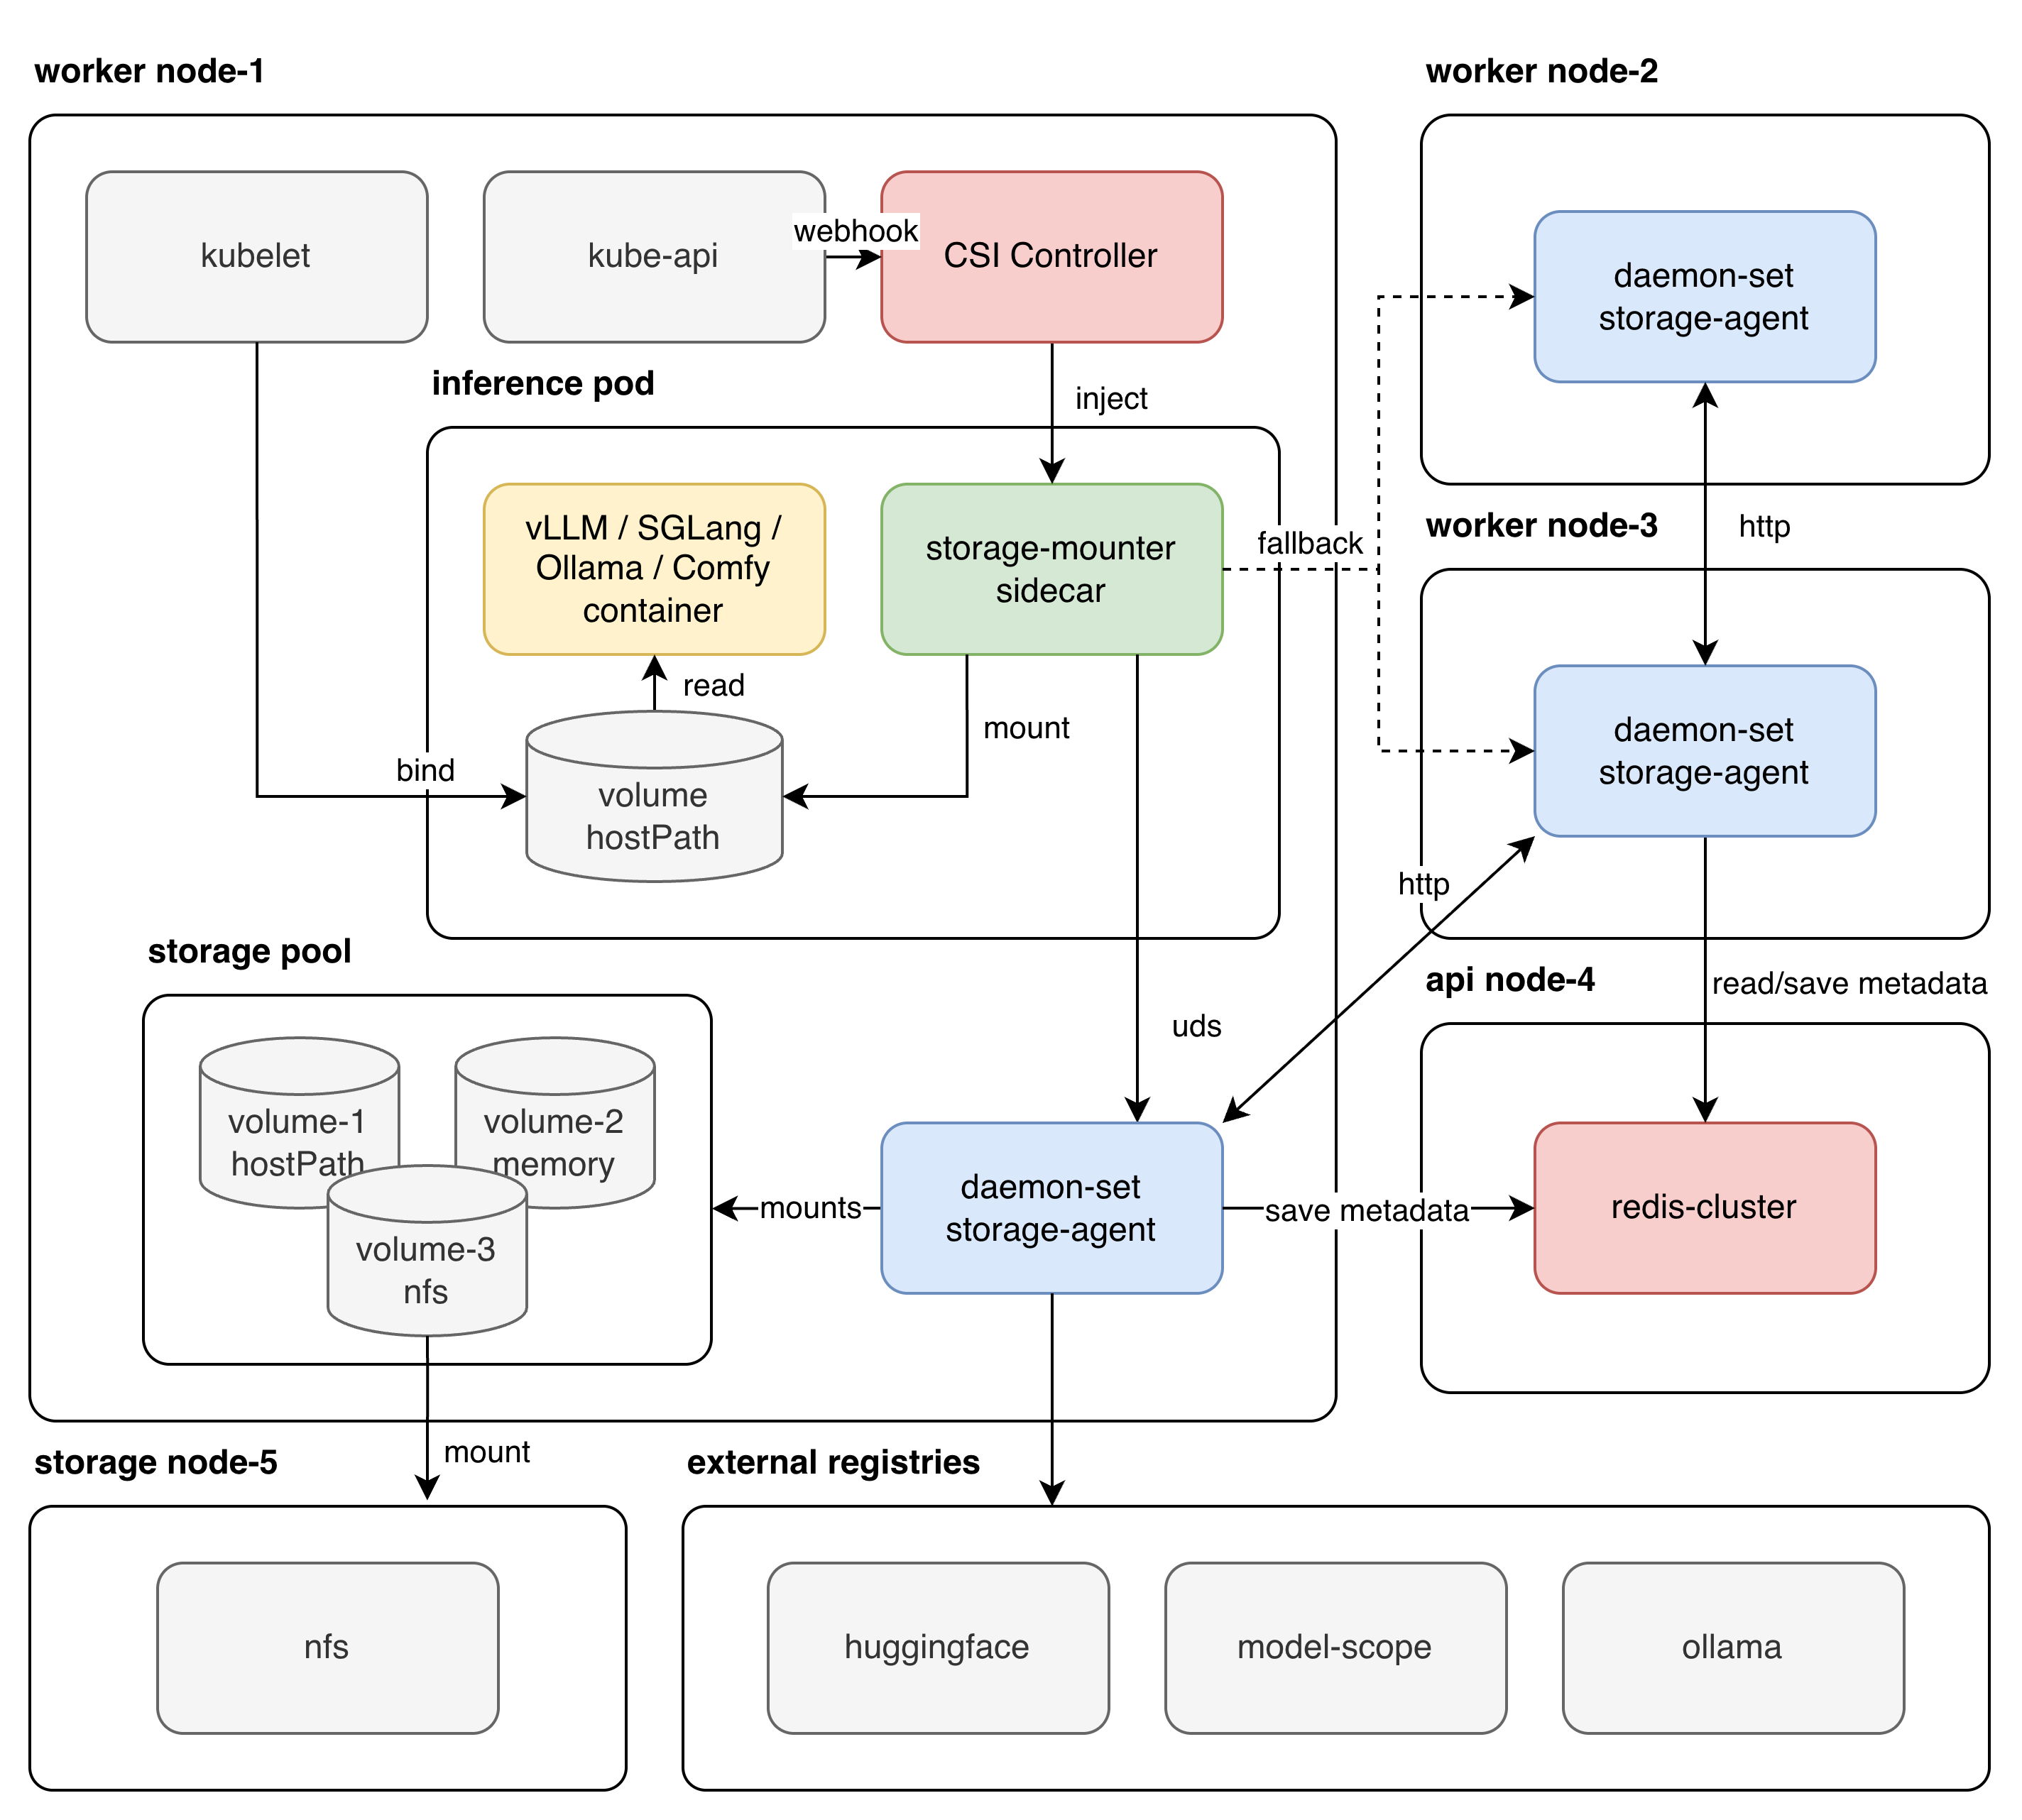 worker node-1
worker node-2
kubelet
kube-api
webhook
CSI Controller
daemon-set
storage-agent
inference pod
inject
vLLM / SGLang /
Ollama / Comfy
container
storage-mounter
sidecar
fallback
worker node-3
http
read
mount
bind
volume
hostPath
daemon-set
storage-agent
http
storage pool
api node-4
read/save metadata
uds
volume-1
hostPath
volume-2
memory
volume-3
nfs
mounts
daemon-set
storage-agent
save metadata
redis-cluster
storage node-5
mount
external registries
nfs
huggingface
model-scope
ollama